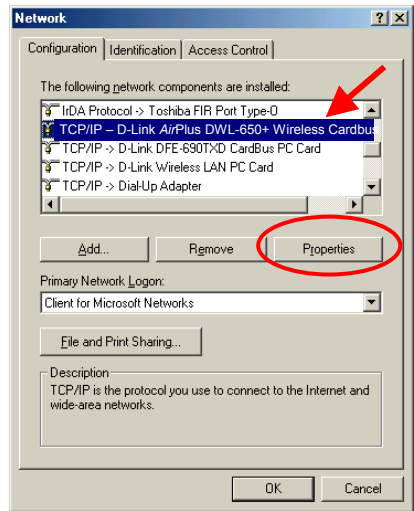 Network
Configuration Identification Access Control
The following network components are installed:
IrDA Protocol -> Toshiba FIR Port Type-O
TCP/IP – D-Link AirPlus DWL-650+ Wireless Cardbus
TCP/IP -> D-Link DFE-690TXD CardBus PC Card
TCP/IP -> D-Link Wireless LAN PC Card
TCP/IP -> Dial-Up Adapter
Add... Remove Properties
Primary Network Logon:
Client for Microsoft Networks
File and Print Sharing...
Description
TCP/IP is the protocol you use to connect to the Internet and
wide-area networks.
OK Cancel